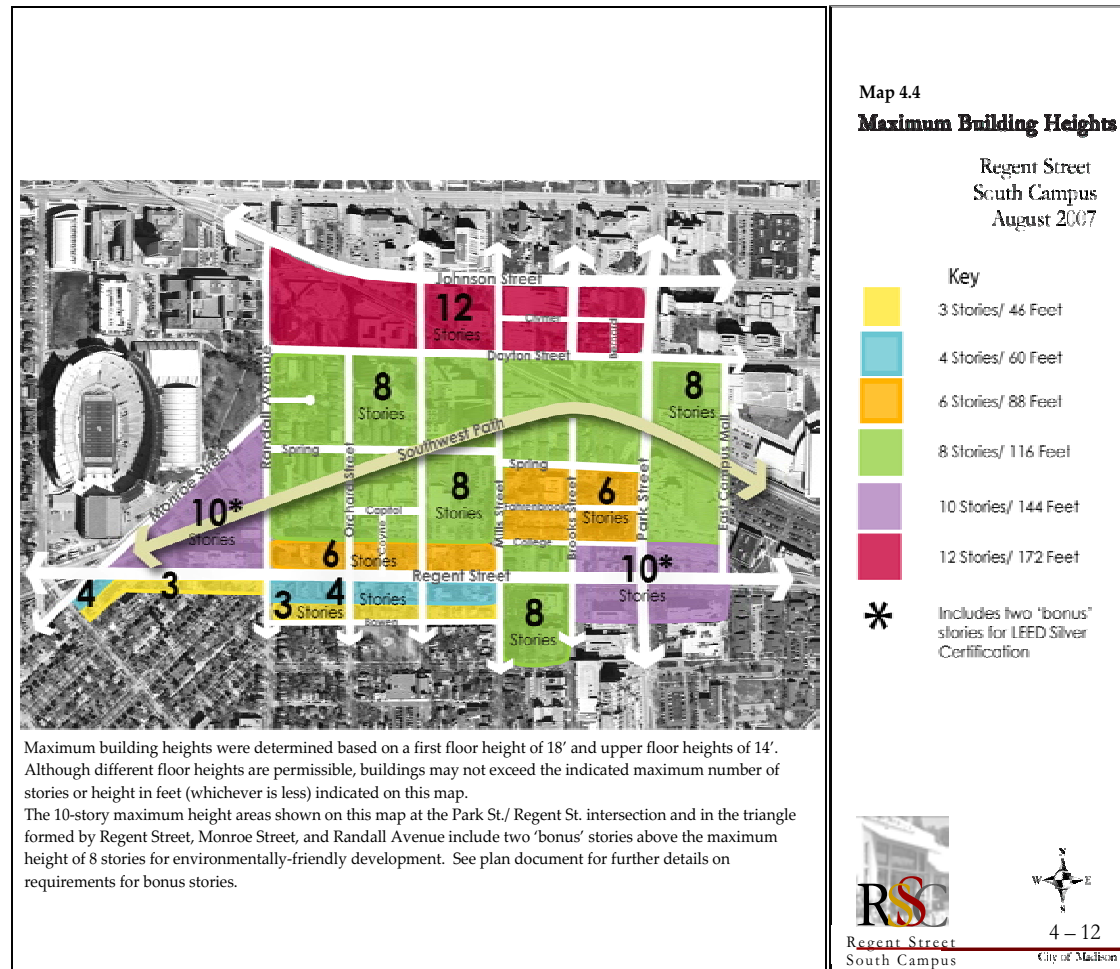 Johnson Street
12
Stories
Clymer
Barnard
Dayton Street
Randall Avenue
8
Stories
8
Stories
Southwest Path
Spring
Orchard Street
Monroe Street
10*
Stories
8
Stories
Spring
6
Stories
Fahrenbrook
Mills Street
Brooks Street
Park Street
East Campus Mall
Capitol
Coyne
College
6 Stories
Regent Street
10*
Stories
4
3
3 Stories
4 Stories
Bowen
8
Stories
Maximum building heights were determined based on a first floor height of 18’ and upper floor heights of 14’.
Although different floor heights are permissible, buildings may not exceed the indicated maximum number of
stories or height in feet (whichever is less) indicated on this map.
The 10-story maximum height areas shown on this map at the Park St./ Regent St. intersection and in the triangle
formed by Regent Street, Monroe Street, and Randall Avenue include two ‘bonus’ stories above the maximum
height of 8 stories for environmentally-friendly development. See plan document for further details on
requirements for bonus stories.
Map 4.4
Maximum Building Heights
Regent Street
South Campus
August 2007
Key
3 Stories/ 46 Feet
4 Stories/ 60 Feet
6 Stories/ 88 Feet
8 Stories/ 116 Feet
10 Stories/ 144 Feet
12 Stories/ 172 Feet
* Includes two "bonus"
stories for LEED Silver
Certification
RSSC
Regent Street
South Campus
N
W E
S
4 – 12
City of Madison